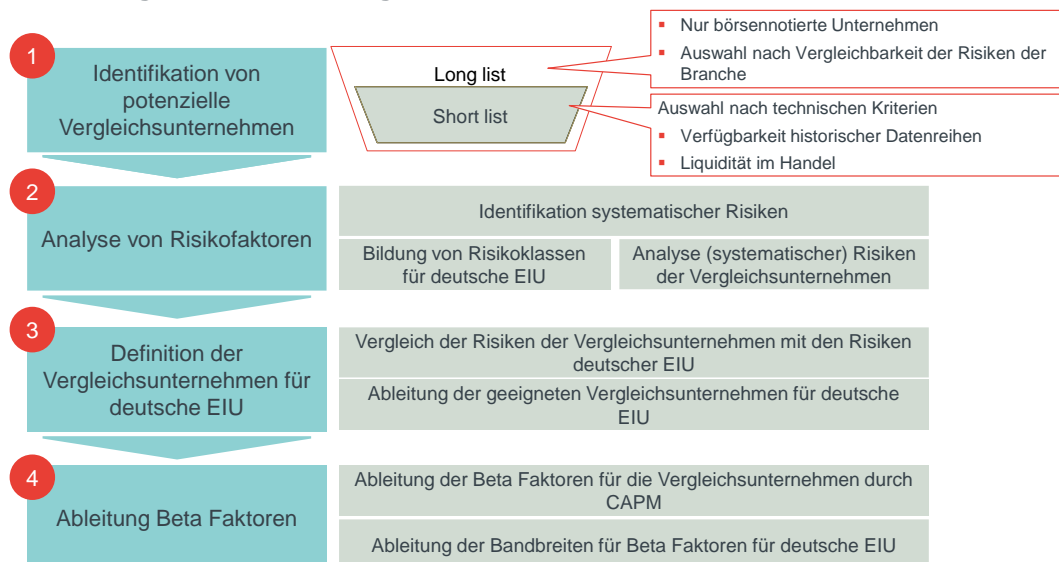 1
Identifikation von
potenzielle
Vergleichsunternehmen
Long list
Short list
▪ Nur börsennotierte Unternehmen
▪ Auswahl nach Vergleichbarkeit der Risiken der
Branche
Auswahl nach technischen Kriterien
▪ Verfügbarkeit historischer Datenreihen
▪ Liquidität im Handel
2
Analyse von Risikofaktoren
Identifikation systematischer Risiken
Bildung von Risikoklassen
für deutsche EIU
Analyse (systematischer) Risiken
der Vergleichsunternehmen
3
Definition der
Vergleichsunternehmen für
deutsche EIU
Vergleich der Risiken der Vergleichsunternehmen mit den Risiken
deutscher EIU
Ableitung der geeigneten Vergleichsunternehmen für deutsche
EIU
4
Ableitung Beta Faktoren
Ableitung der Beta Faktoren für die Vergleichsunternehmen durch
CAPM
Ableitung der Bandbreiten für Beta Faktoren für deutsche EIU